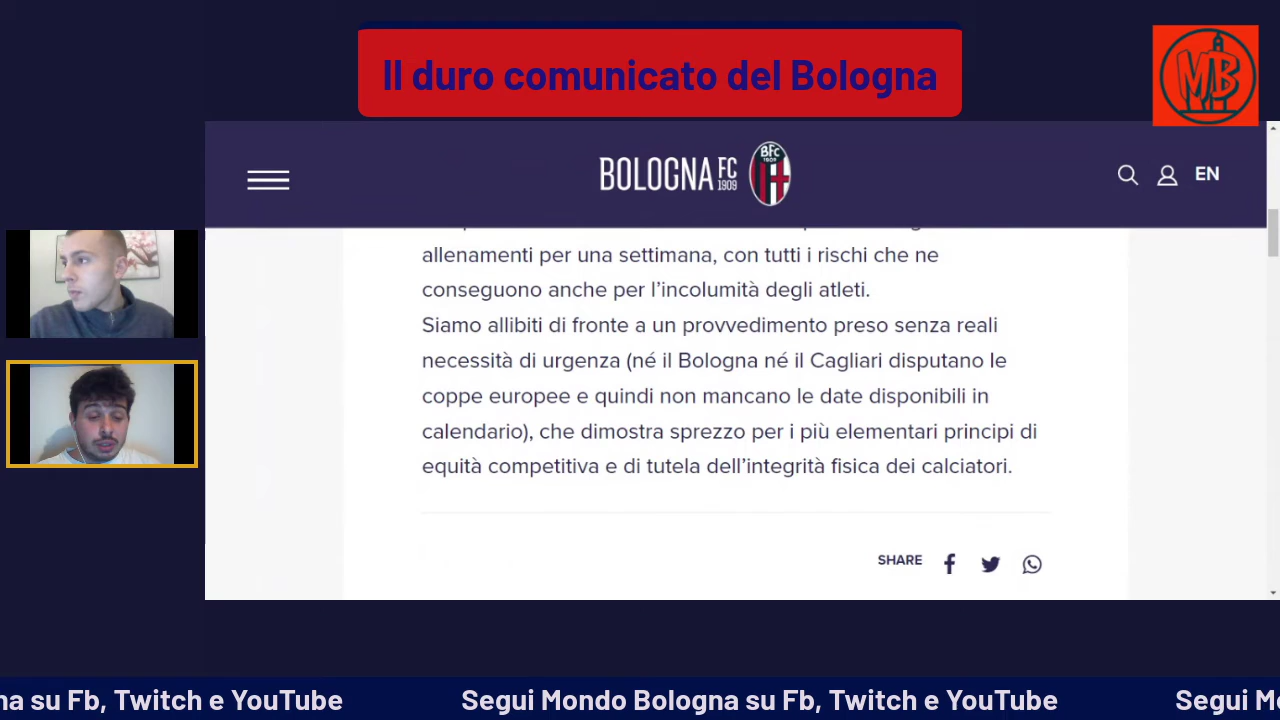 Il duro comunicato del Bologna
MB
BOLOGNA FC
1909
BFC
1909
EN
allenamenti per una settimana, con tutti i rischi che ne
conseguono anche per l’incolumità degli atleti.
Siamo allibiti di fronte a un provvedimento preso senza reali
necessità di urgenza (né il Bologna né il Cagliari disputano le
coppe europee e quindi non mancano le date disponibili in
calendario), che dimostra sprezzo per i più elementari principi di
equità competitiva e di tutela dell’integrità fisica dei calciatori.
SHARE
na su Fb, Twitch e YouTube Segui Mondo Bologna su Fb, Twitch e YouTube Segui M